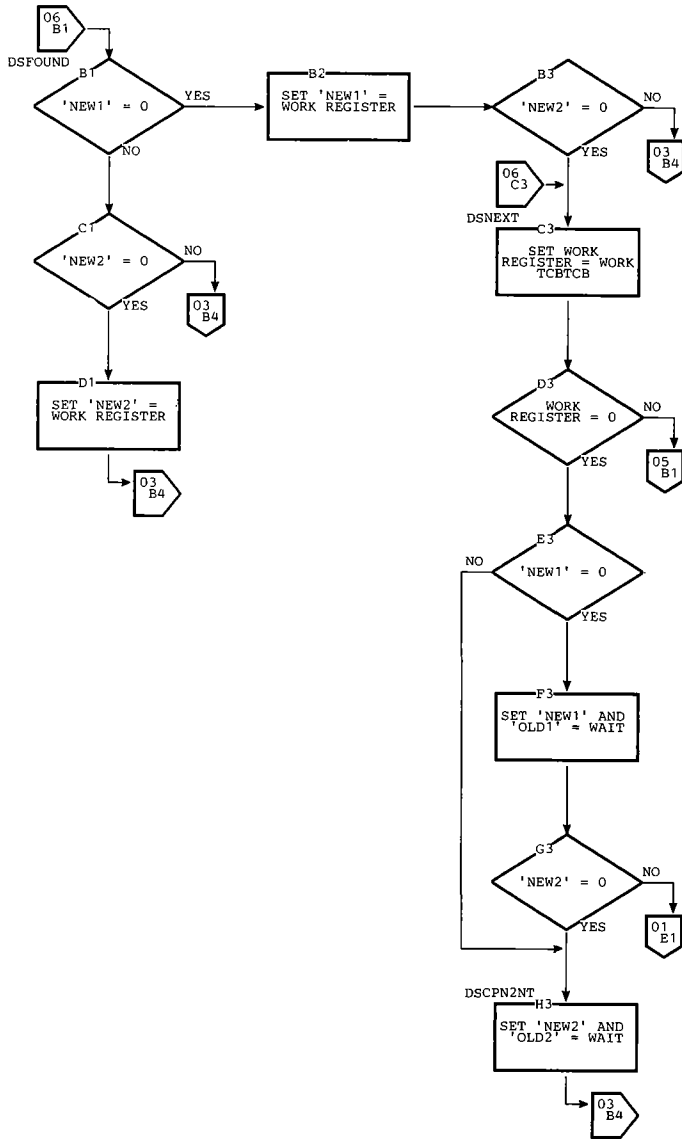 06
B1
DSFOUND
B1
'NEW1' = 0
YES
NO
B2
SET 'NEW1' =
WORK REGISTER
B3
'NEW2' = 0
NO
03
B4
YES
06
C3
DSNEXT
C1
'NEW2' = 0
NO
03
B4
YES
C3
SET WORK
REGISTER = WORK
TCBTCB
D1
SET 'NEW2' =
WORK REGISTER
03
B4
D3
WORK
REGISTER = 0
NO
05
B1
YES
E3
'NEW1' = 0
NO
YES
F3
SET 'NEW1' AND
'OLD1' = WAIT
G3
'NEW2' = 0
NO
01
E1
YES
DSCPN2NT
H3
SET 'NEW2' AND
'OLD2' = WAIT
03
B4